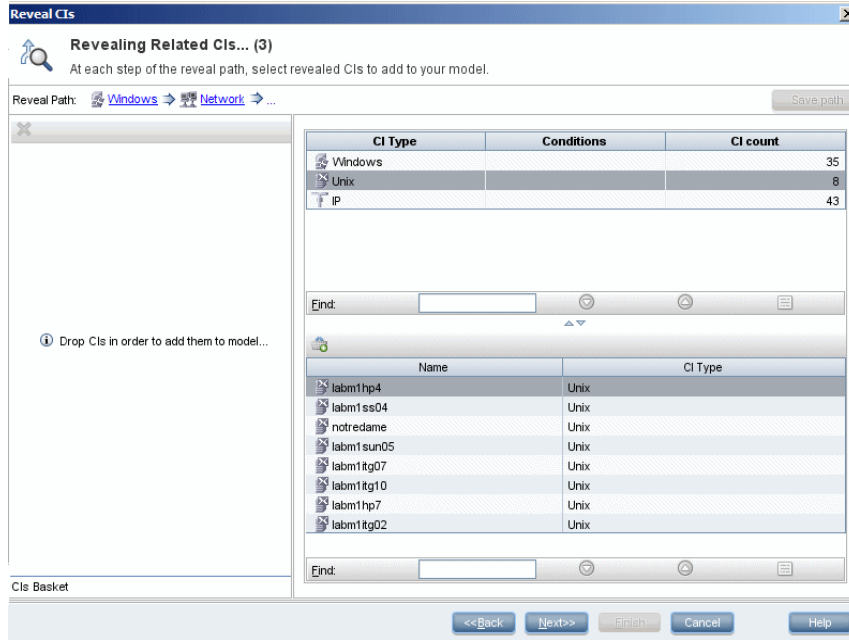 Reveal CIs
Revealing Related CIs... (3)
At each step of the reveal path, select revealed CIs to add to your model.
Reveal Path: Windows Network ...
Save path
CI Type Conditions CI count
Windows 35
Unix 8
IP 43
Find:
Drop CIs in order to add them to model...
Name CI Type
labm1hp4 Unix
labm1ss04 Unix
notredame Unix
labm1sun05 Unix
labm1itg07 Unix
labm1itg10 Unix
labm1hp7 Unix
labm1itg02 Unix
Find:
CIs Basket
<<Back Next>> Finish Cancel Help